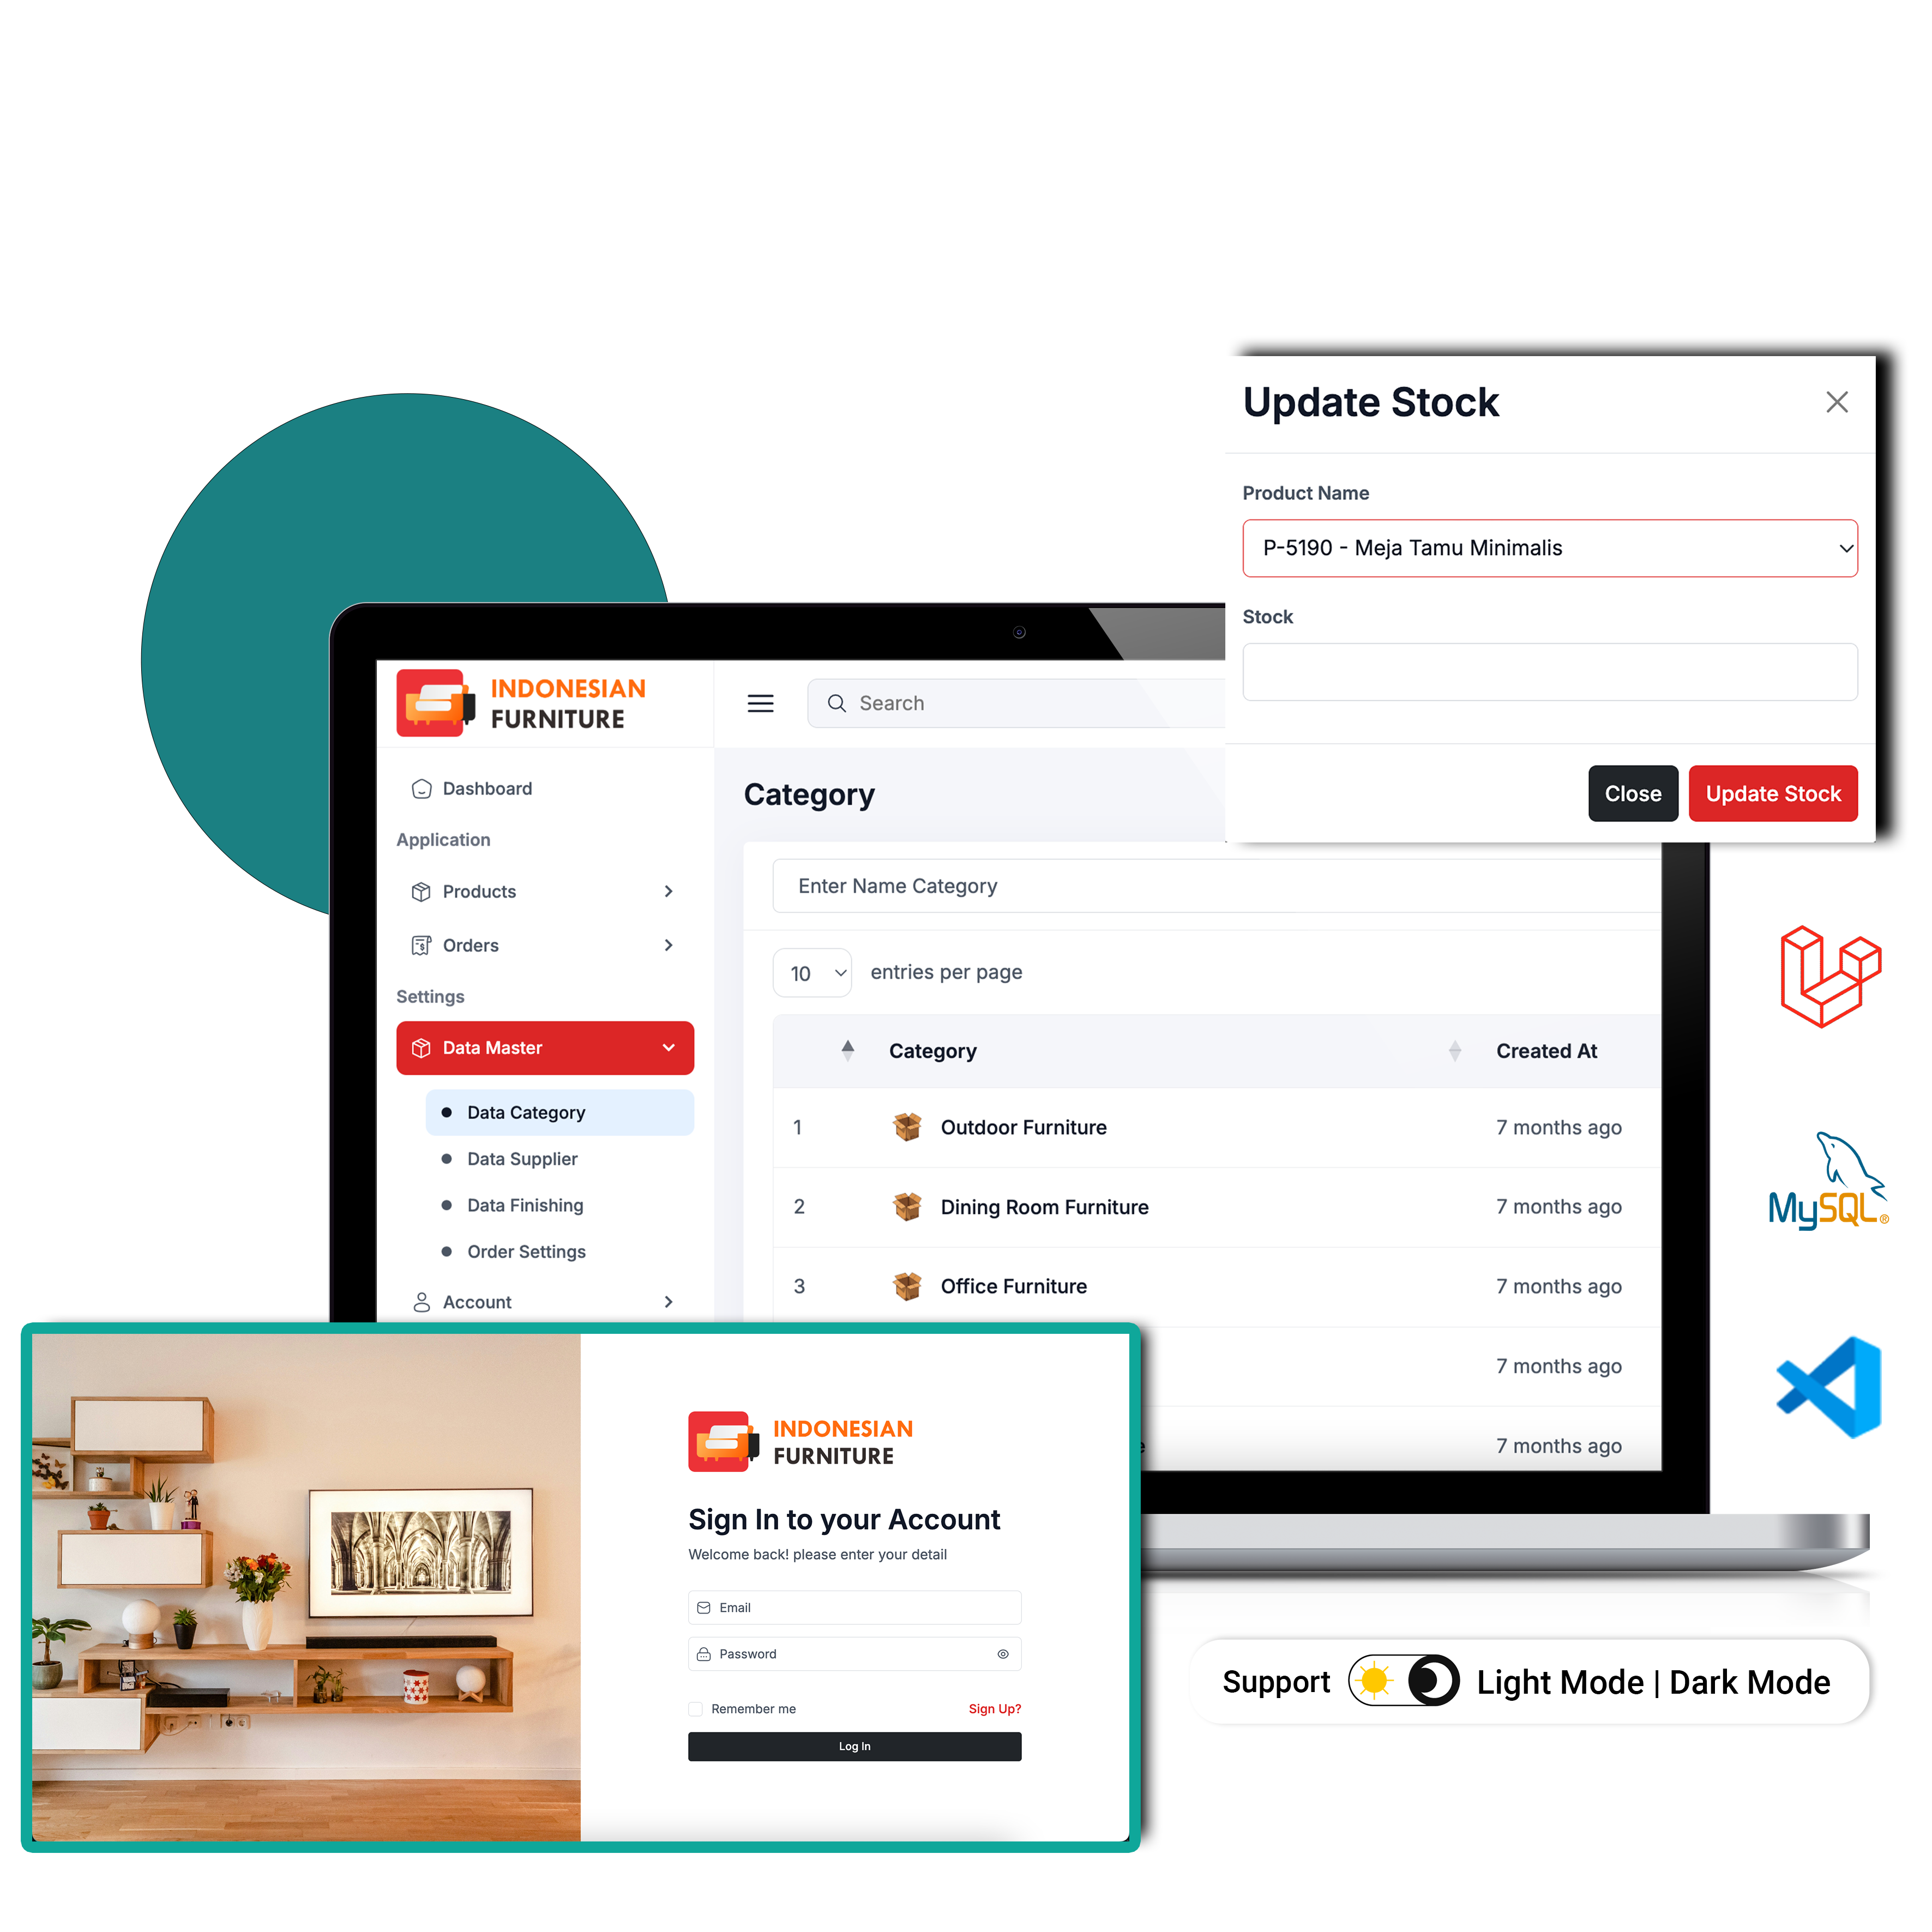 Update Stock
Product Name
P-5190 - Meja Tamu Minimalis
Stock
Close
Update Stock
INDONESIAN
FURNITURE
Search
Dashboard
Application
Products
Orders
Settings
Data Master
Data Category
Data Supplier
Data Finishing
Order Settings
Account
Category
Enter Name Category
10 entries per page
Category Created At
1 Outdoor Furniture 7 months ago
2 Dining Room Furniture 7 months ago
3 Office Furniture 7 months ago
7 months ago
7 months ago
MySQL®
INDONESIAN
FURNITURE
Sign In to your Account
Welcome back! please enter your detail
Email
Password
Remember me Sign Up?
Log In
Support Light Mode | Dark Mode